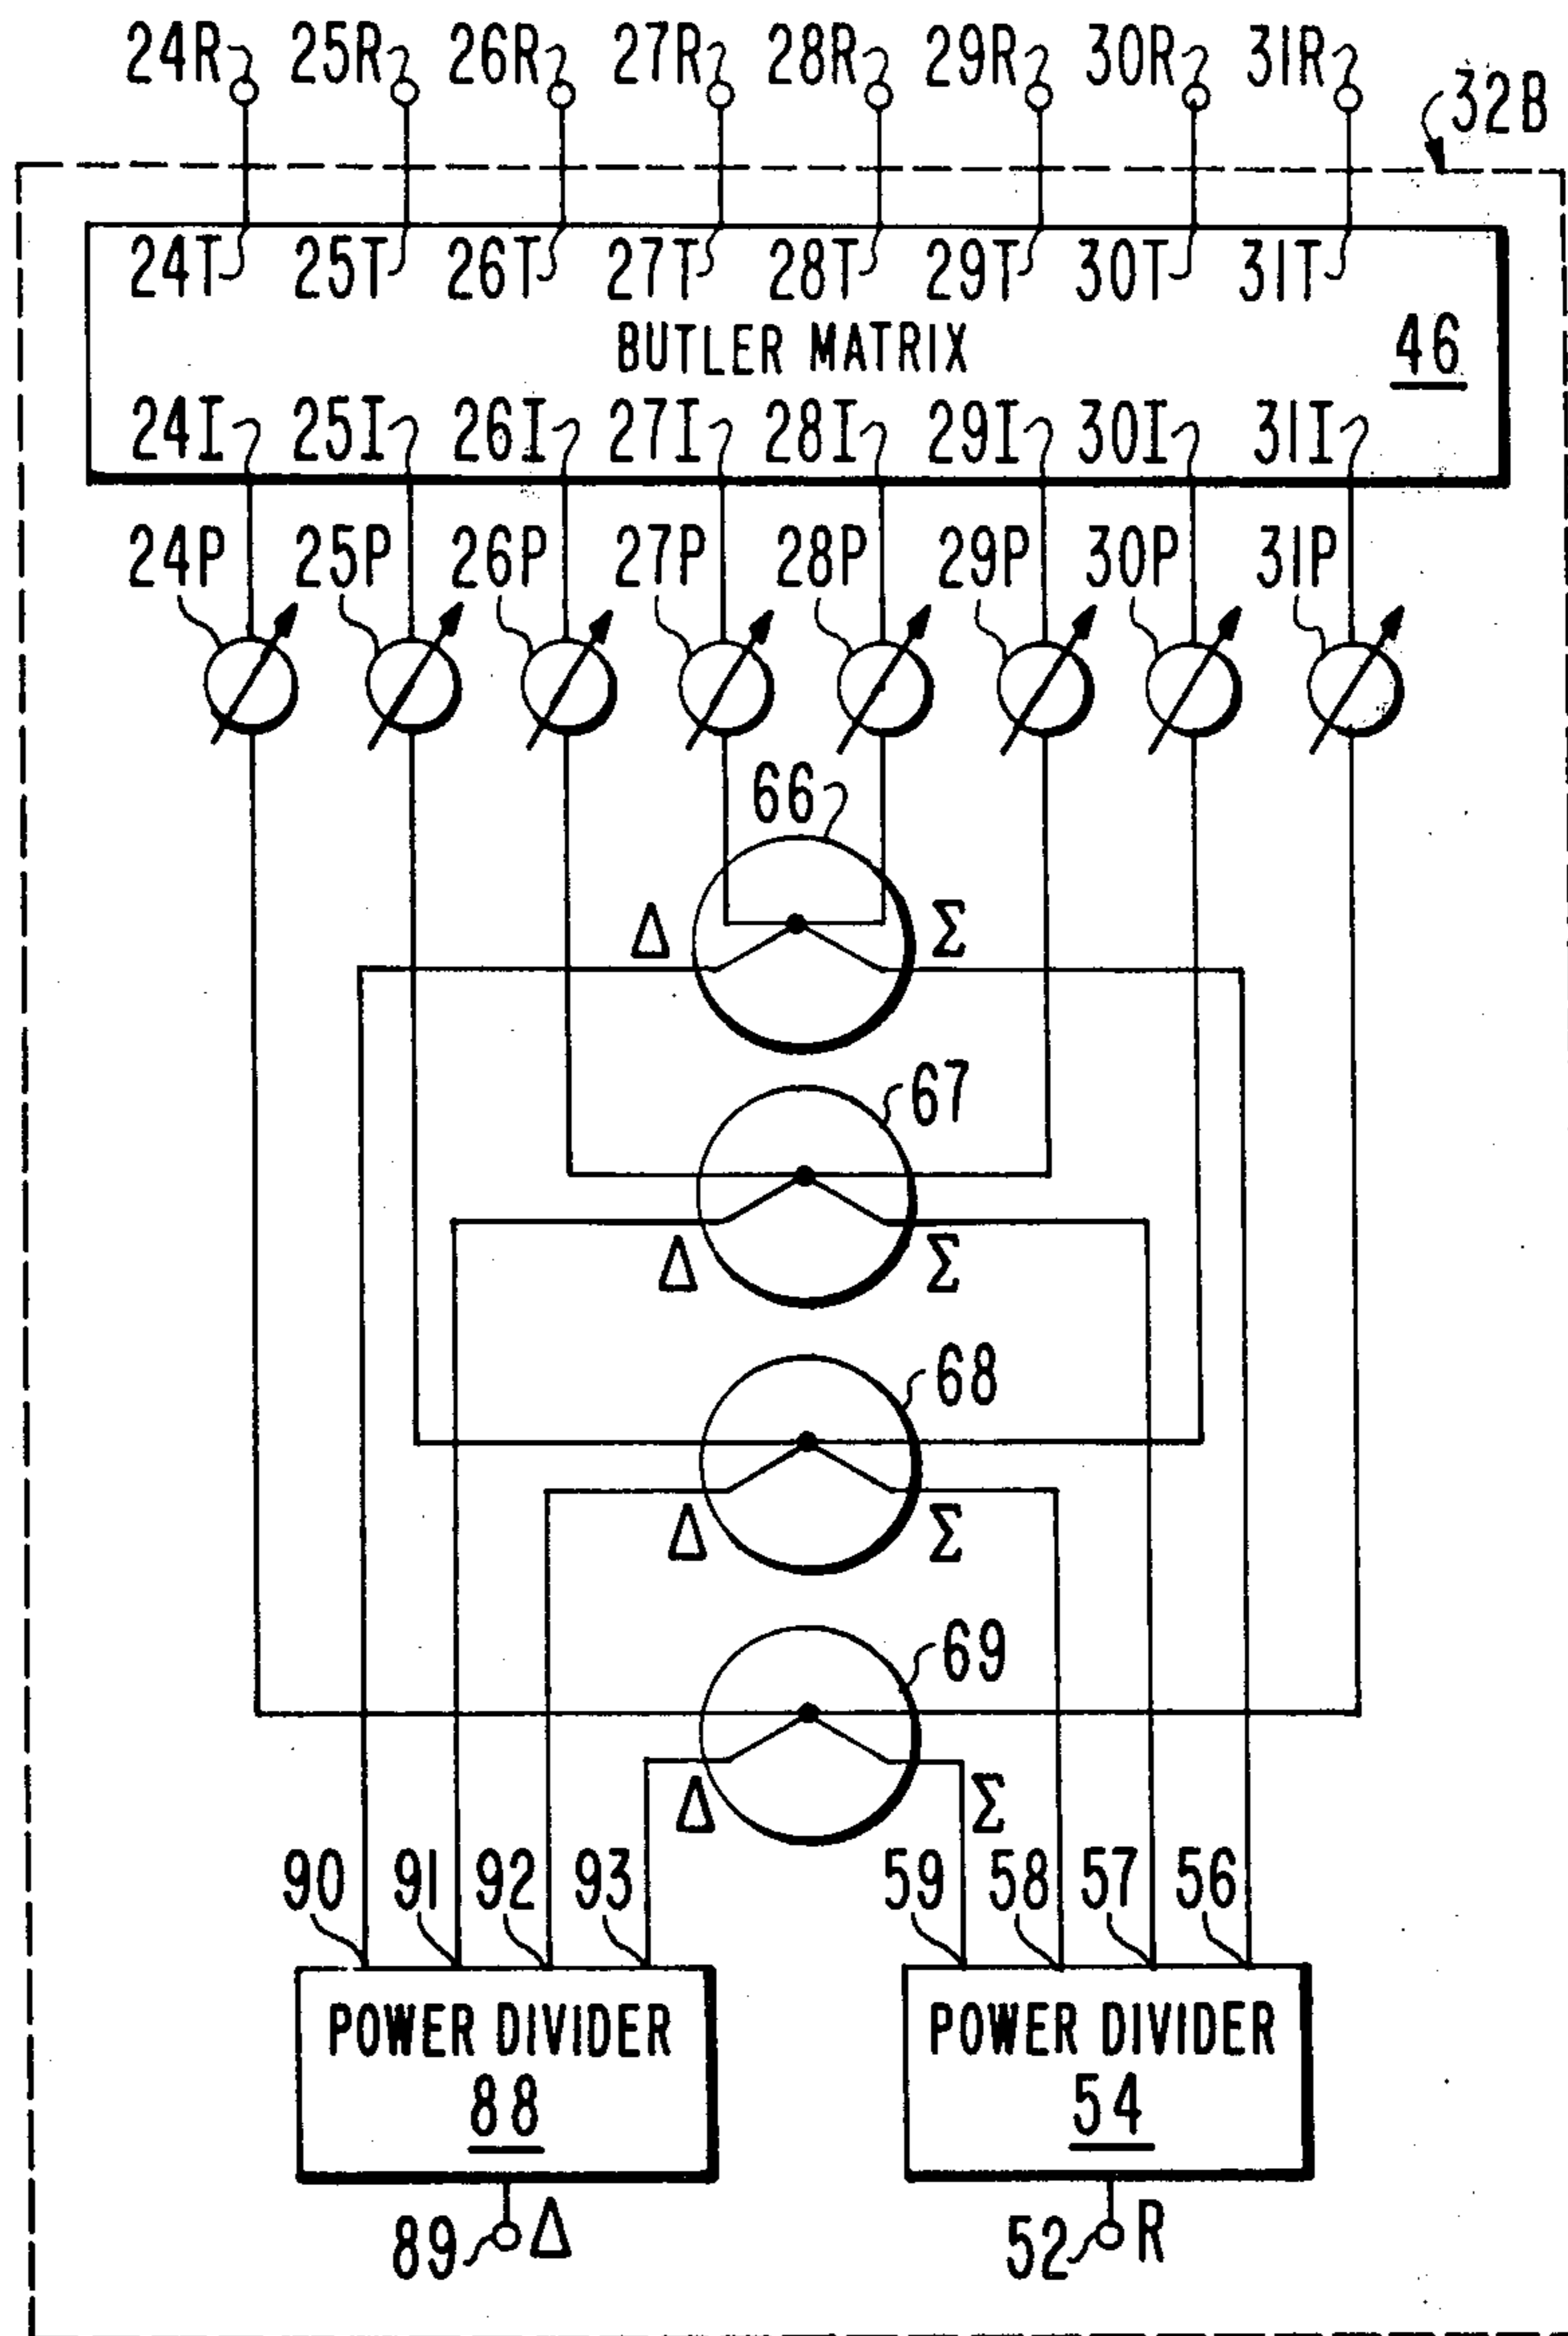 24R 25R 26R 27R 28R 29R 30R 31R
32B
24T 25T 26T 27T 28T 29T 30T 31T
BUTLER MATRIX
46
24I 25I 26I 27I 28I 29I 30I 31I
24P 25P 26P 27P 28P 29P 30P 31P
66
Δ Σ
67
Δ Σ
68
Δ Σ
69
Δ Σ
90 91 92 93 59 58 57 56
POWER DIVIDER POWER DIVIDER
88 54
89 Δ 52 R